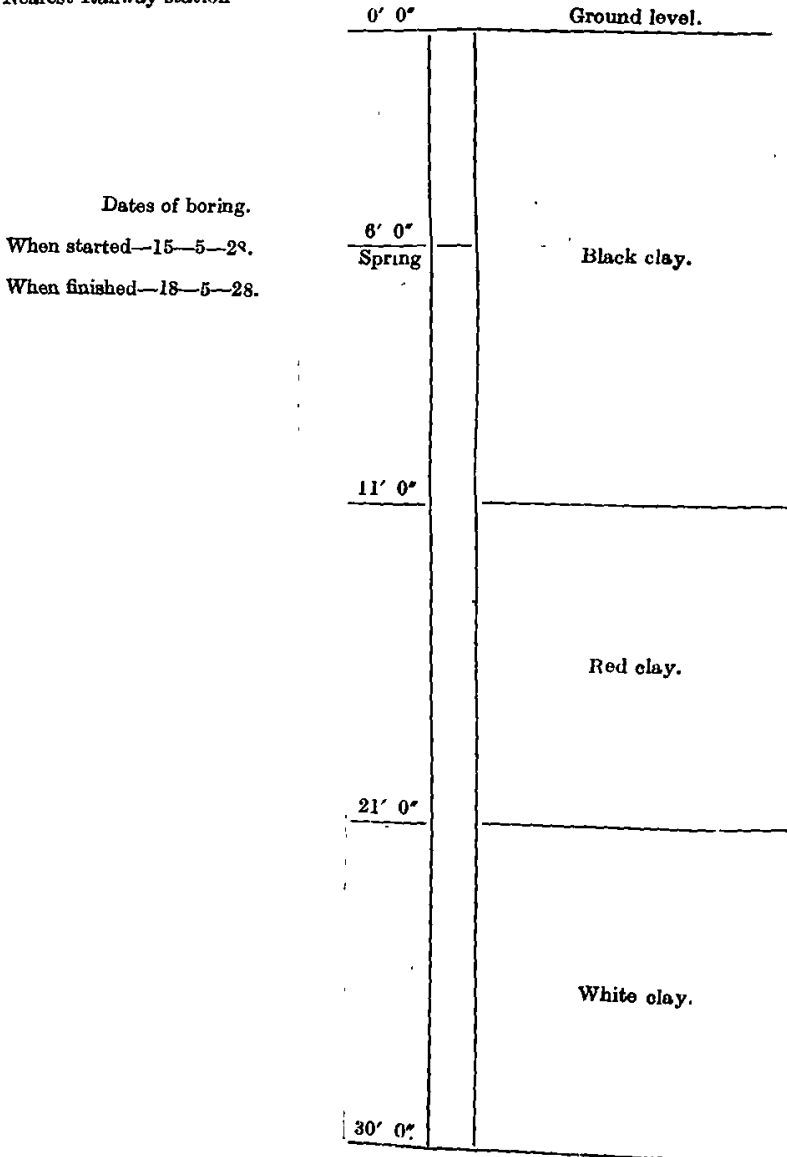 0′ 0″ Ground level.
Dates of boring.
When started—15—5—28.
When finished—18—5—28.
6′ 0″
Spring
Black clay.
11′ 0″
Red clay.
21′ 0″
White clay.
30′ 0″